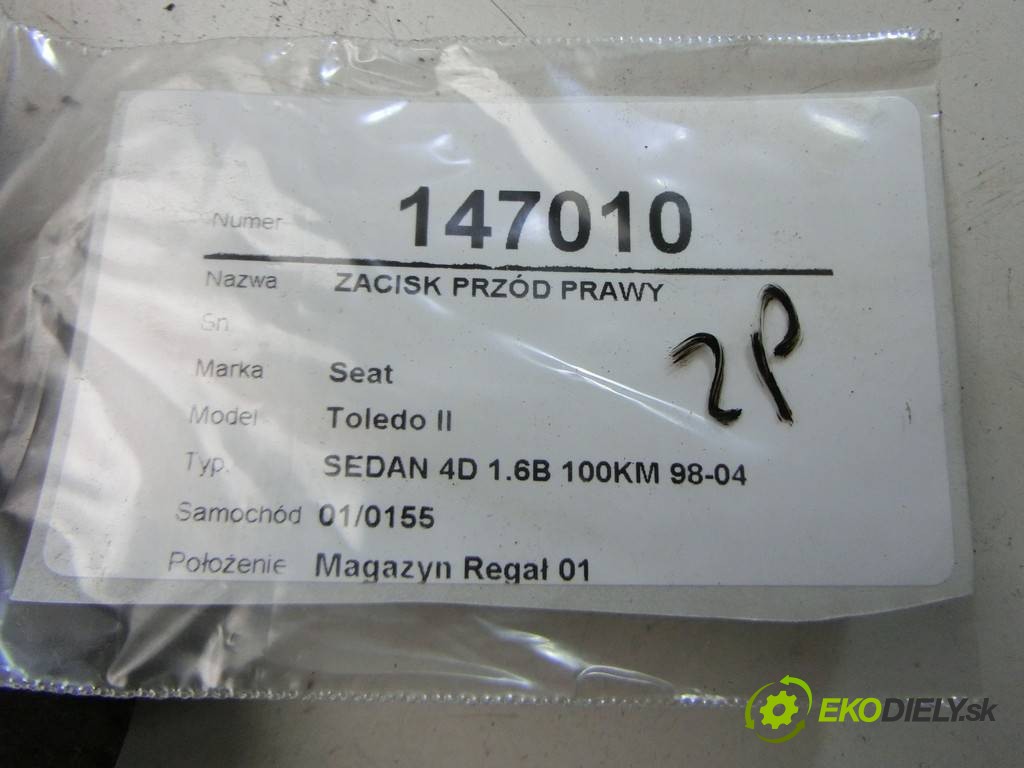 Numer 147010
Nazwa ZACISK PRZÓD PRAWY
Sn
Marka Seat
Model Toledo II
Typ. SEDAN 4D 1.6B 100KM 98-04
Samochód 01/0155
Położenie Magazyn Regał 01
2P
EKODIELY.sk